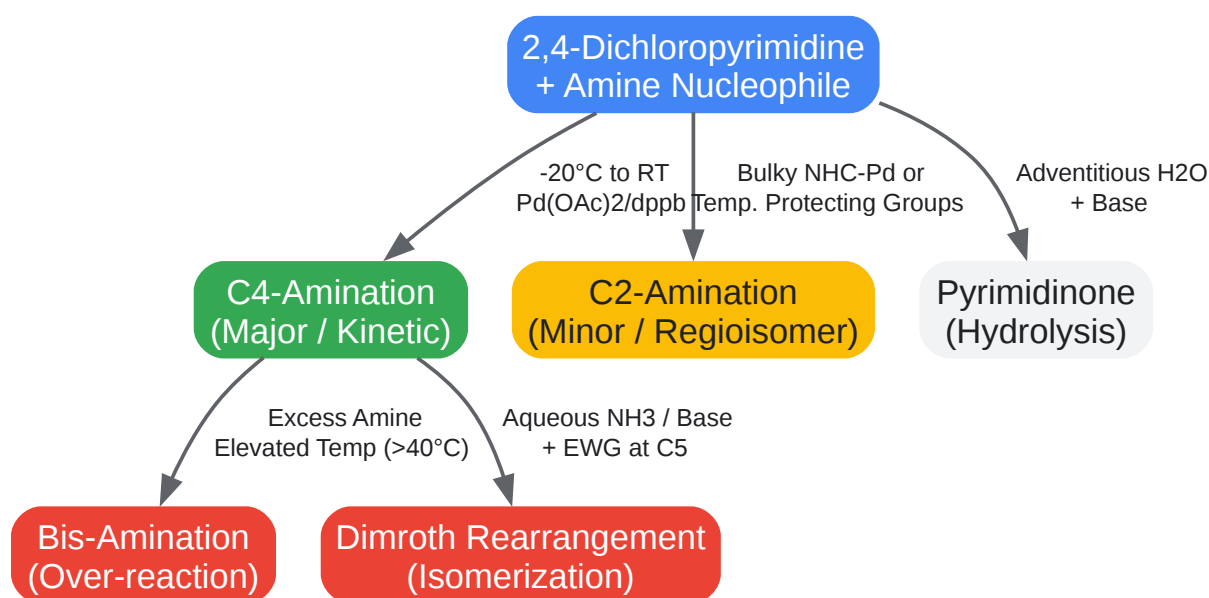 2,4-Dichloropyrimidine
+ Amine Nucleophile
-20°C to RT
Pd(OAc)2/dppb
Bulky NHC-Pd or
Temp. Protecting Groups
Adventitious H2O
+ Base
C4-Amination
(Major / Kinetic)
C2-Amination
(Minor / Regioisomer)
Pyrimidinone
(Hydrolysis)
Excess Amine
Elevated Temp (>40°C)
Aqueous NH3 / Base
+ EWG at C5
Bis-Amination
(Over-reaction)
Dimroth Rearrangement
(Isomerization)